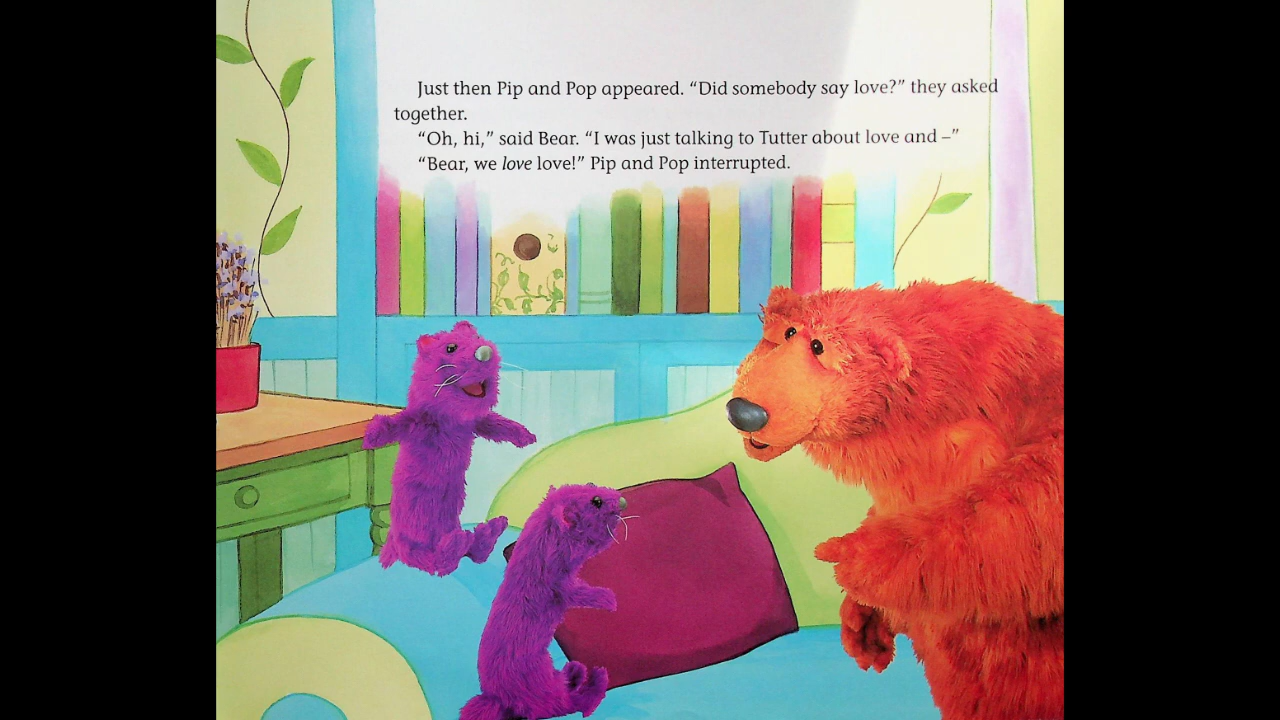 Just then Pip and Pop appeared. “Did somebody say love?” they asked
together.
“Oh, hi,” said Bear. “I was just talking to Tutter about love and –”
“Bear, we love love!” Pip and Pop interrupted.